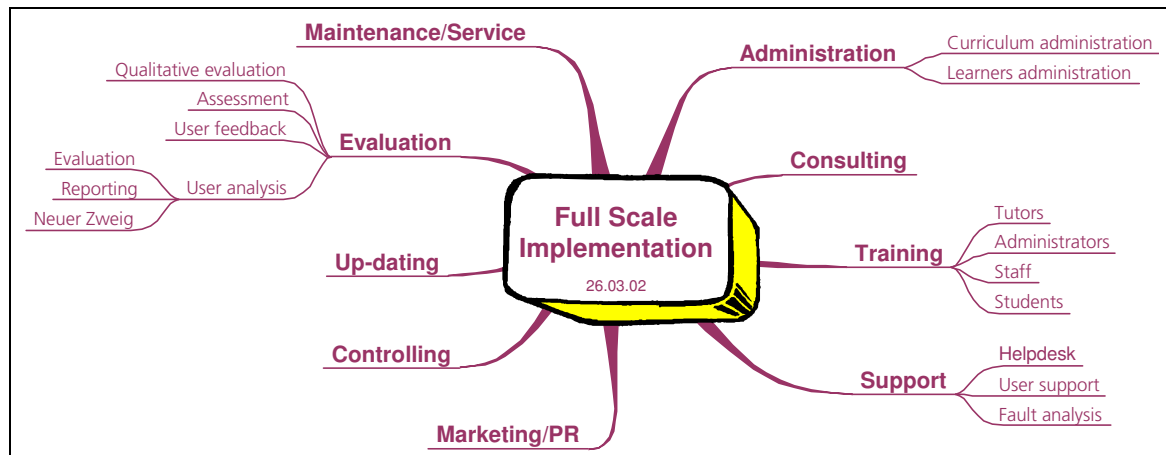 Full Scale
Implementation
26.03.02
Administration
Curriculum administration
Learners administration
Consulting
Training
Tutors
Administrators
Staff
Students
Support
Helpdesk
User support
Fault analysis
Marketing/PR
Controlling
Up-dating
Evaluation
Qualitative evaluation
Assessment
User feedback
User analysis
Evaluation
Reporting
Neuer Zweig
Maintenance/Service